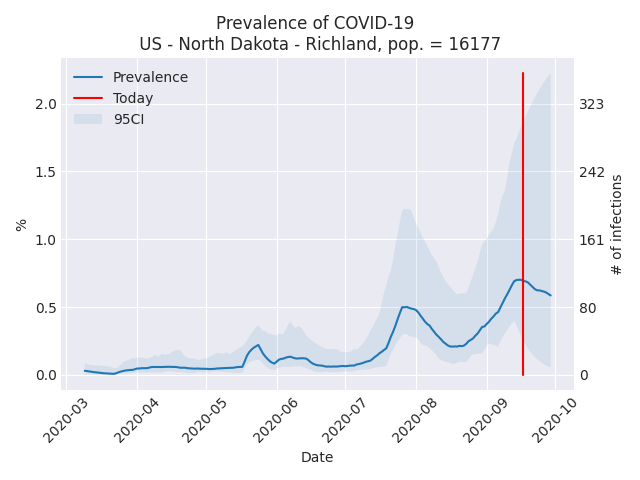 Prevalence of COVID-19
US - North Dakota - Richland, pop. = 16177
Prevalence
Today
95CI
2.0
1.5
1.0
0.5
0.0
%
323
242
161
80
0
# of infections
2020-03
2020-04
2020-05
2020-06
2020-07
2020-08
2020-09
2020-10
Date